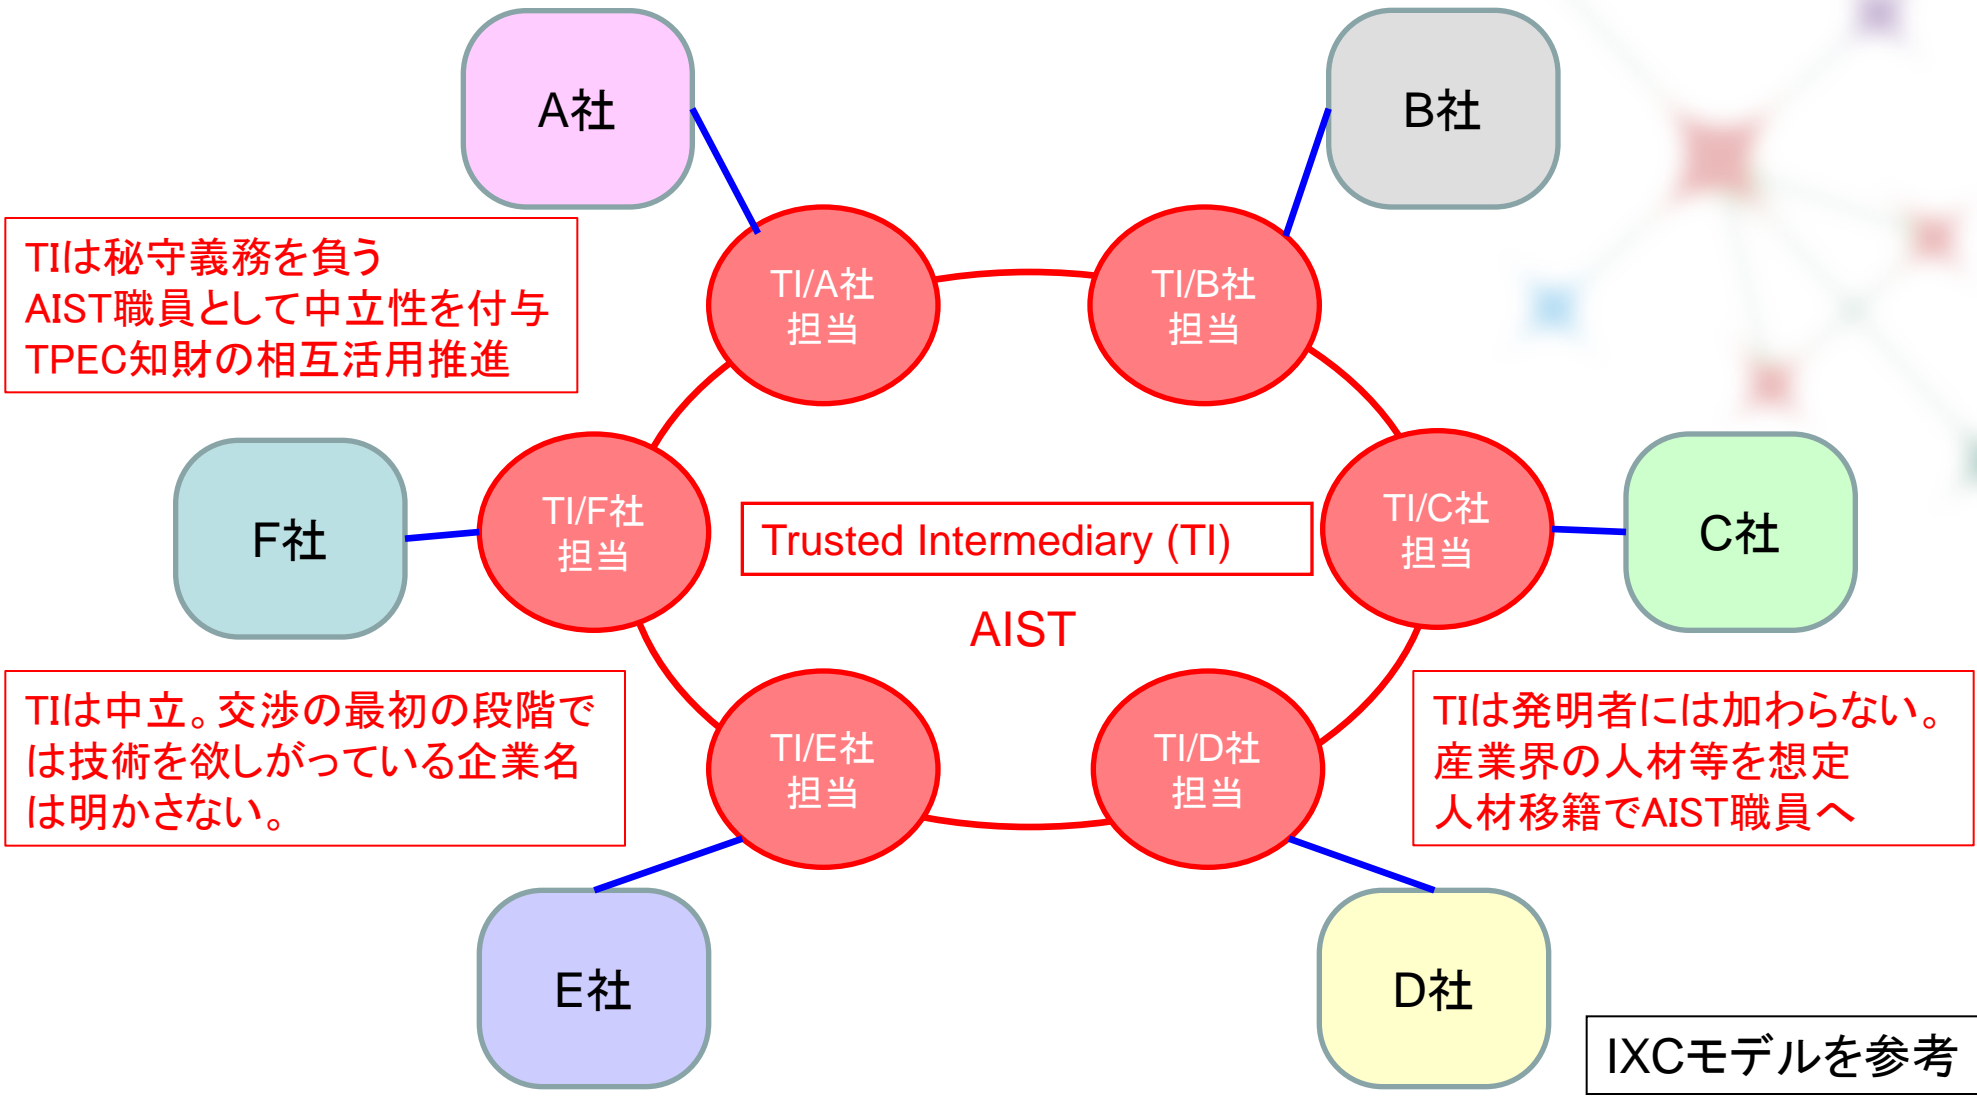 A社
B社
TIは秘守義務を負う
AIST職員として中立性を付与
TPEC知財の相互活用推進
TI/A社
担当
TI/B社
担当
F社
TI/F社
担当
Trusted Intermediary (TI)
AIST
TI/C社
担当
C社
TIは中立。交渉の最初の段階で
は技術を欲しがっている企業名
は明かさない。
TI/E社
担当
TI/D社
担当
TIは発明者には加わらない。
産業界の人材等を想定
人材移籍でAIST職員へ
E社
D社
IXCモデルを参考